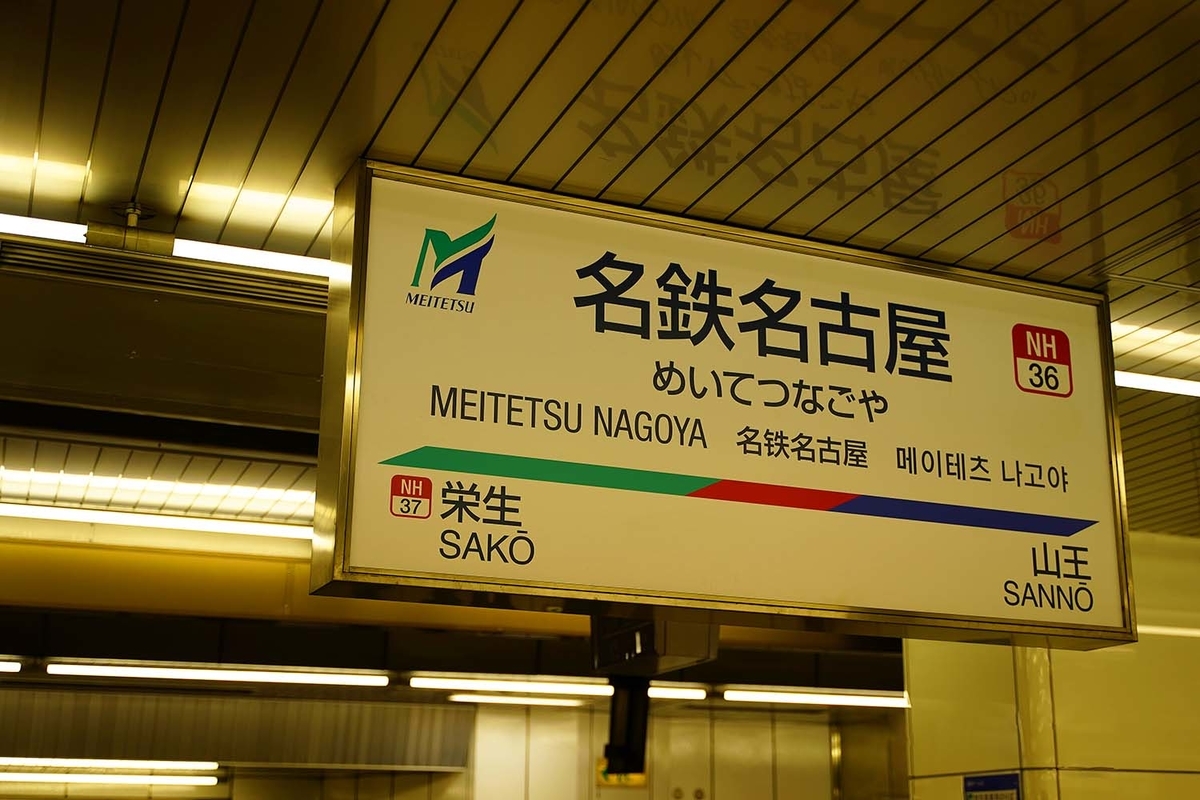 MEITETSU
名鉄名古屋
NH
36
めいてつなごや
MEITETSU NAGOYA 名铁名古屋 메이테츠 나고야
NH
37
栄生
SAKŌ
山王
SANNŌ